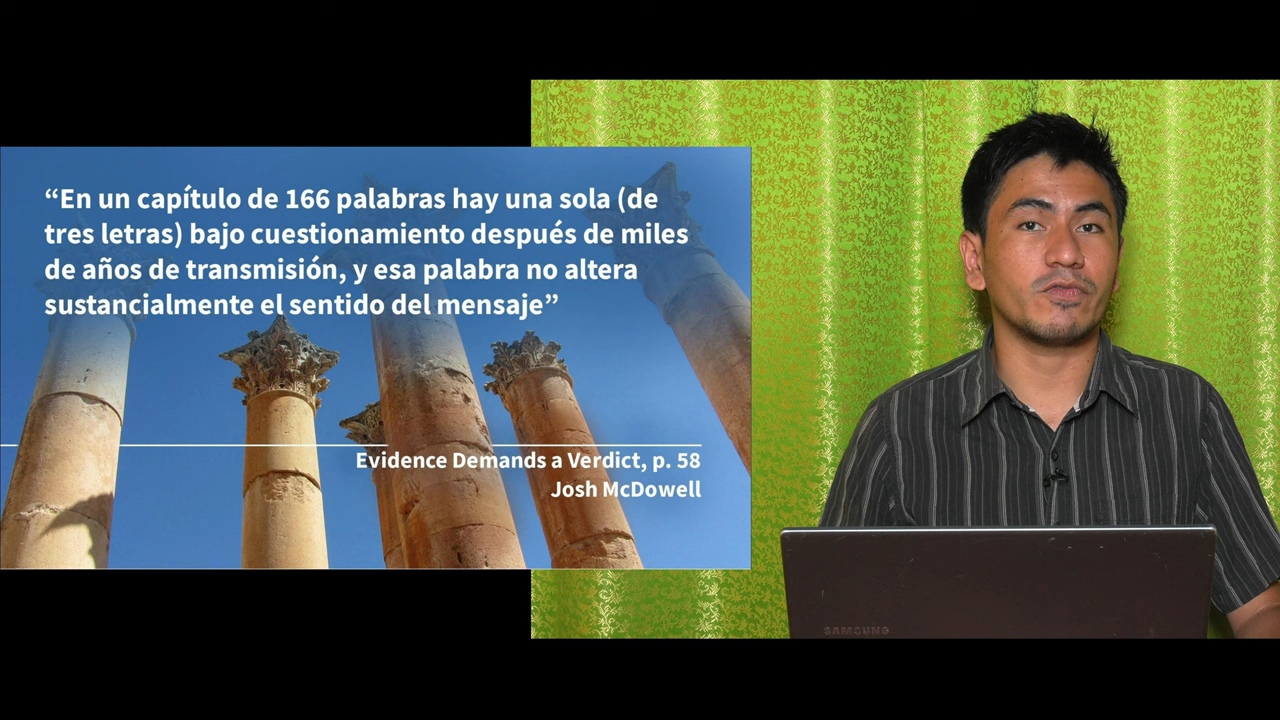 “En un capítulo de 166 palabras hay una sola (de
tres letras) bajo cuestionamiento después de miles
de años de transmisión, y esa palabra no altera
sustancialmente el sentido del mensaje”
Evidence Demands a Verdict, p. 58
Josh McDowell
SAMSUNG